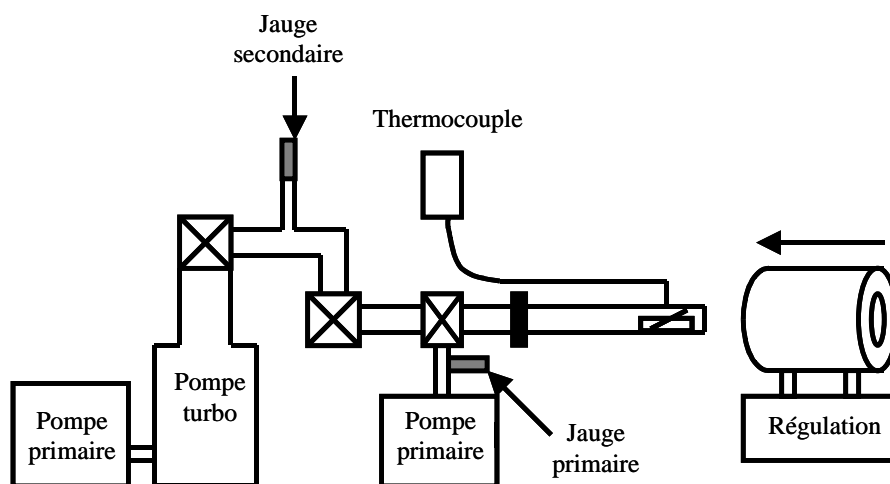 Jauge
secondaire
Thermocouple
Pompe
turbo
Pompe
primaire
Pompe
primaire
Jauge
primaire
Régulation